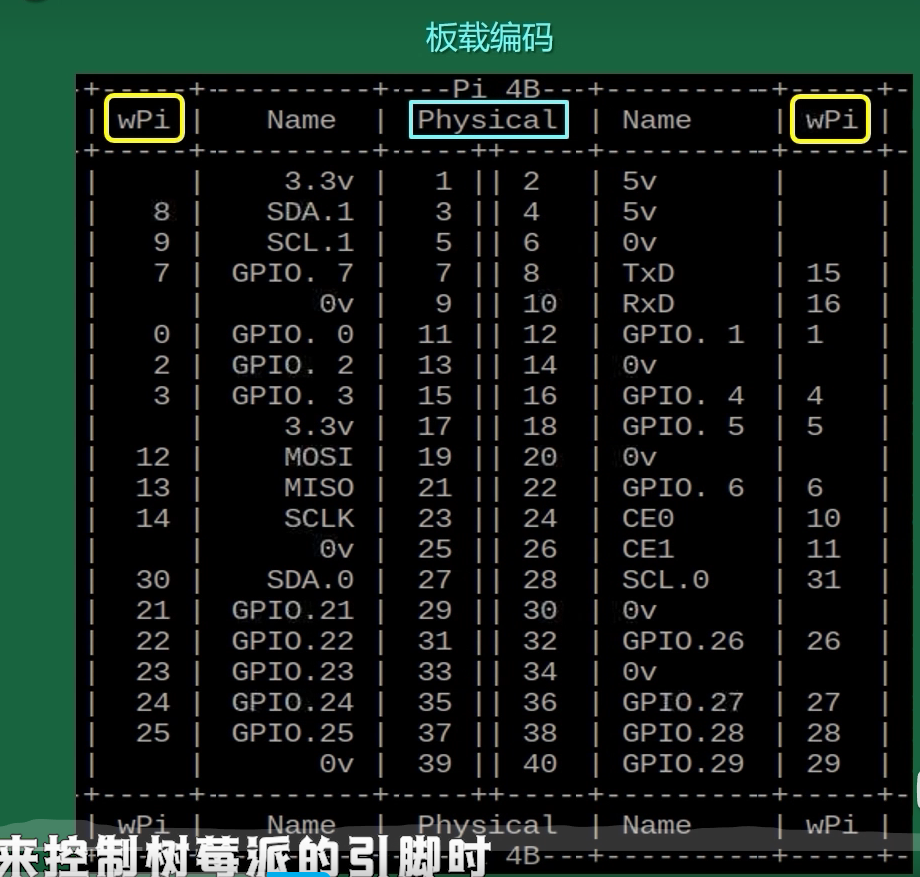 板载编码
-+-----+----------+----Pi 4B---+----------+-----+-
| wPi | Name | Physical | Name | wPi |
-+-----+----------+-----++-----+----------+-----+-
| | 3.3v | 1 || 2 | 5v | |
| 8 | SDA.1 | 3 || 4 | 5v | |
| 9 | SCL.1 | 5 || 6 | 0v | |
| 7 | GPIO. 7 | 7 || 8 | TxD | 15 |
| | 0v | 9 || 10 | RxD | 16 |
| 0 | GPIO. 0 | 11 || 12 | GPIO. 1 | 1 |
| 2 | GPIO. 2 | 13 || 14 | 0v | |
| 3 | GPIO. 3 | 15 || 16 | GPIO. 4 | 4 |
| | 3.3v | 17 || 18 | GPIO. 5 | 5 |
| 12 | MOSI | 19 || 20 | 0v | |
| 13 | MISO | 21 || 22 | GPIO. 6 | 6 |
| 14 | SCLK | 23 || 24 | CE0 | 10 |
| | 0v | 25 || 26 | CE1 | 11 |
| 30 | SDA.0 | 27 || 28 | SCL.0 | 31 |
| 21 | GPIO.21 | 29 || 30 | 0v | |
| 22 | GPIO.22 | 31 || 32 | GPIO.26 | 26 |
| 23 | GPIO.23 | 33 || 34 | 0v | |
| 24 | GPIO.24 | 35 || 36 | GPIO.27 | 27 |
| 25 | GPIO.25 | 37 || 38 | GPIO.28 | 28 |
| | 0v | 39 || 40 | GPIO.29 | 29 |
-+-----+----------+-----++-----+----------+-----+-
| wPi | Name | Physical | Name | wPi |
4B---+----------+-----+-
来控制树莓派的引脚时